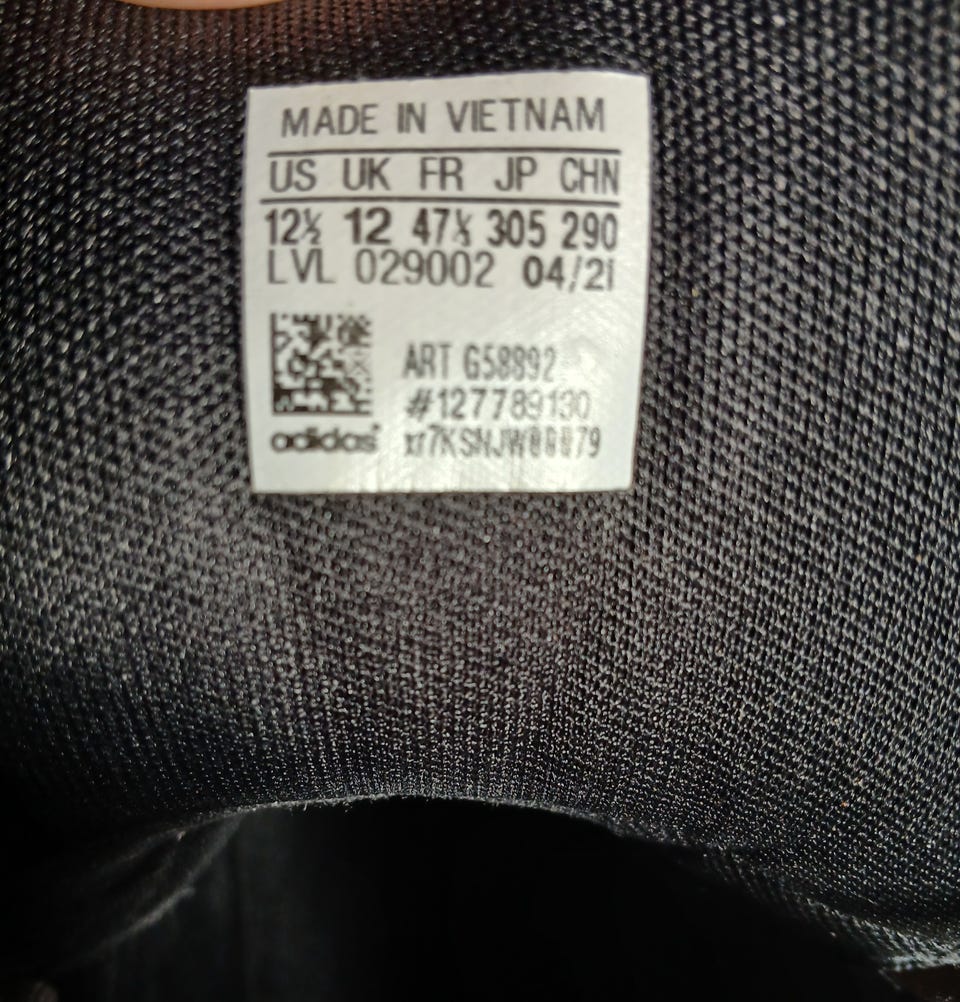 MADE IN VIETNAM
US UK FR JP CHN
12½ 12 47⅓ 305 290
LVL 029002 04/21
ART G58892
#127789130
adidas